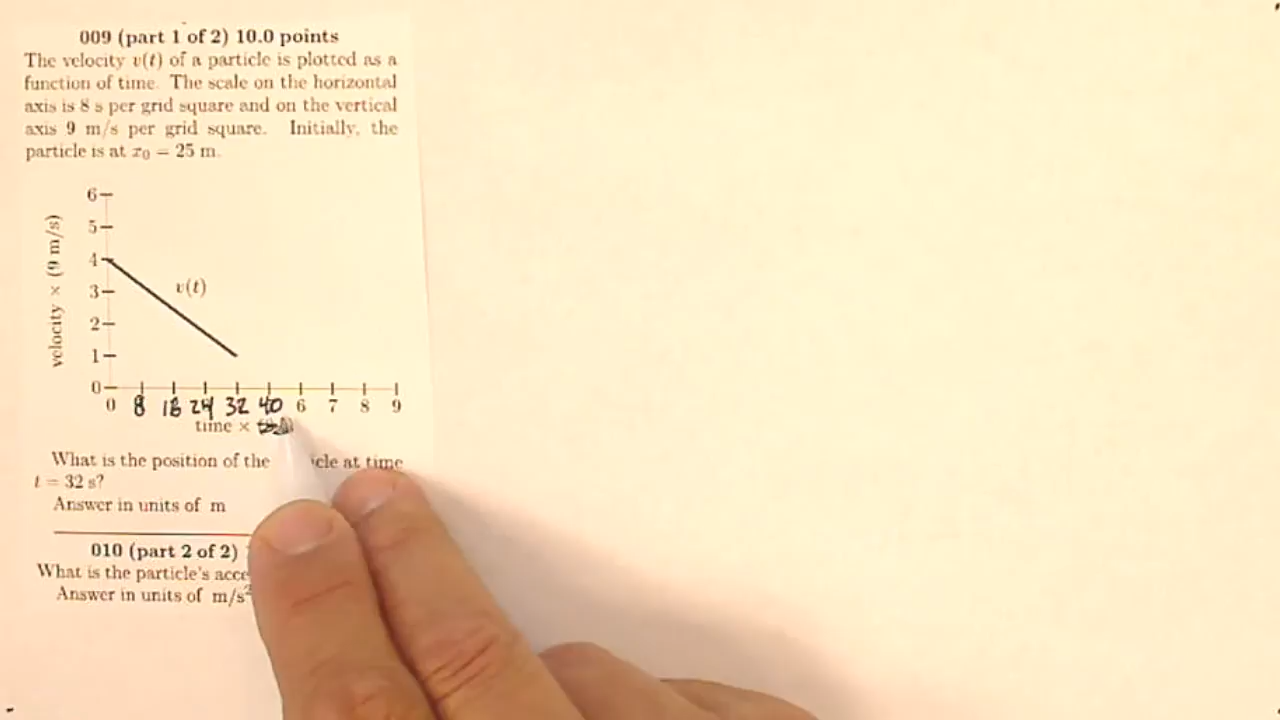 009 (part 1 of 2) 10.0 points
The velocity v(t) of a particle is plotted as a
function of time. The scale on the horizontal
axis is 8 s per grid square and on the vertical
axis 9 m/s per grid square. Initially, the
particle is at x₀ = 25 m.
6
5
4
3
2
1
0
velocity × (9 m/s)
v(t)
0 8 16 24 32 40 6 7 8 9
time ×
What is the position of the cle at time
t = 32 s?
Answer in units of m
010 (part 2 of 2)
What is the particle's acce
Answer in units of m/s²